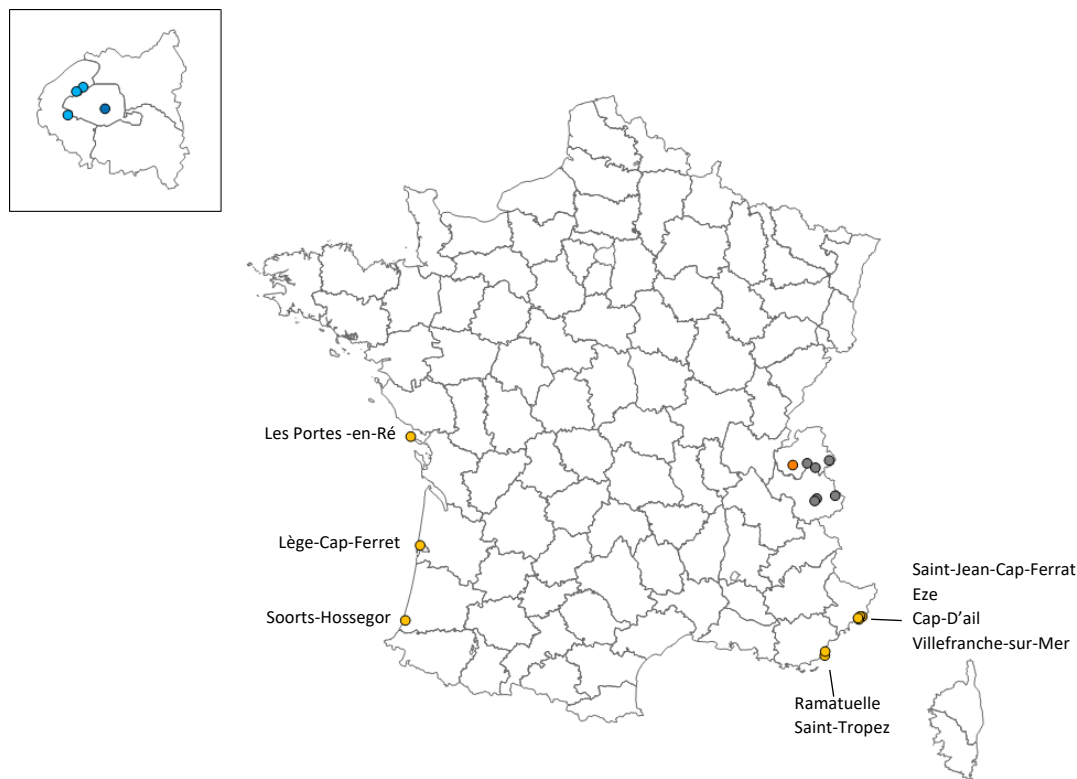 Les Portes -en-Ré
Lège-Cap-Ferret
Soorts-Hossegor
Saint-Jean-Cap-Ferrat
Eze
Cap-D’ail
Villefranche-sur-Mer
Ramatuelle
Saint-Tropez